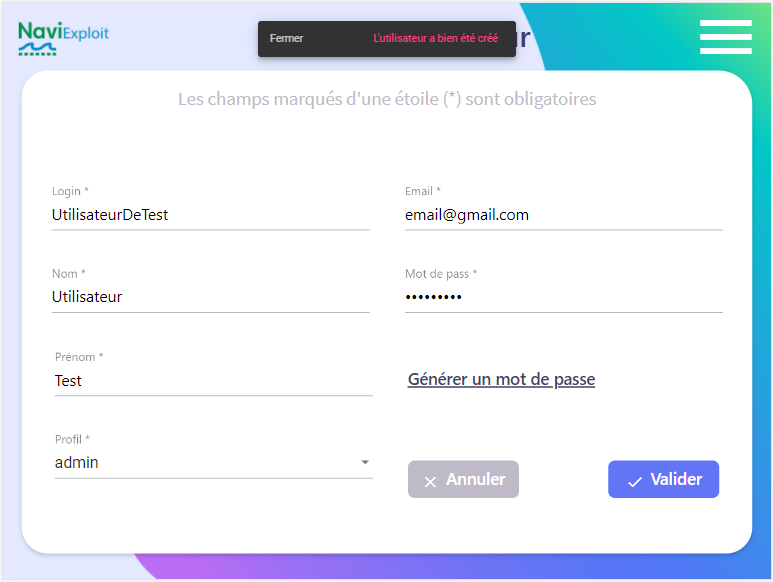 NaviExploit
Fermer L'utilisateur a bien été créé
Les champs marqués d'une étoile (*) sont obligatoires
Login * Email *
UtilisateurDeTest email@gmail.com
Nom * Mot de pass *
Utilisateur •••••••••
Prénom *
Test Générer un mot de passe
Profil *
admin
Annuler Valider